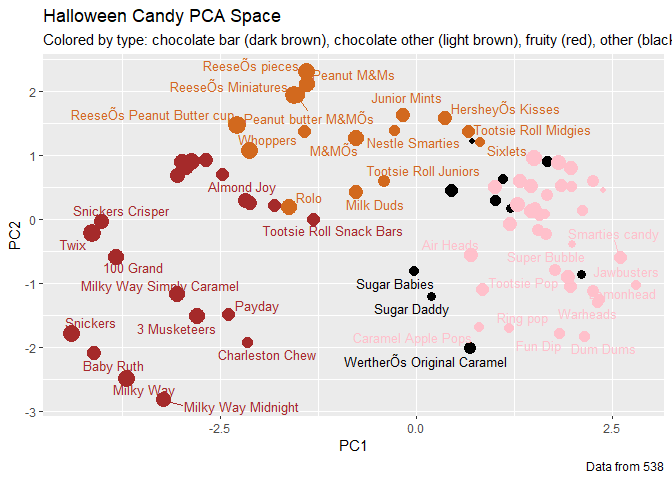 Halloween Candy PCA Space
Colored by type: chocolate bar (dark brown), chocolate other (light brown), fruity (red), other (blac
ReeseÕs pieces
Peanut M&Ms
ReeseÕs Miniatures
Junior Mints
HersheyÕs Kisses
ReeseÕs Peanut Butter cup
Peanut butter M&MÕs
Tootsie Roll Midgies
Whoppers
Nestle Smarties
M&MÕs
Sixlets
Tootsie Roll Juniors
Almond Joy
Rolo
Milk Duds
Snickers Crisper
Tootsie Roll Snack Bars
Twix
Air Heads
Smarties candy
100 Grand
Super Bubble
Milky Way Simply Caramel
Sugar Babies
Tootsie Pop
Jawbusters
Sugar Daddy
Payday
Snickers
3 Musketeers
Ring pop
Warheads
Caramel Apple Pops
Fun Dip
Dum Dums
Charleston Chew
WertherÕs Original Caramel
Baby Ruth
Milky Way
Milky Way Midnight
2
1
0
-1
-2
-3
PC2
-2.5
0.0
2.5
PC1
Data from 538